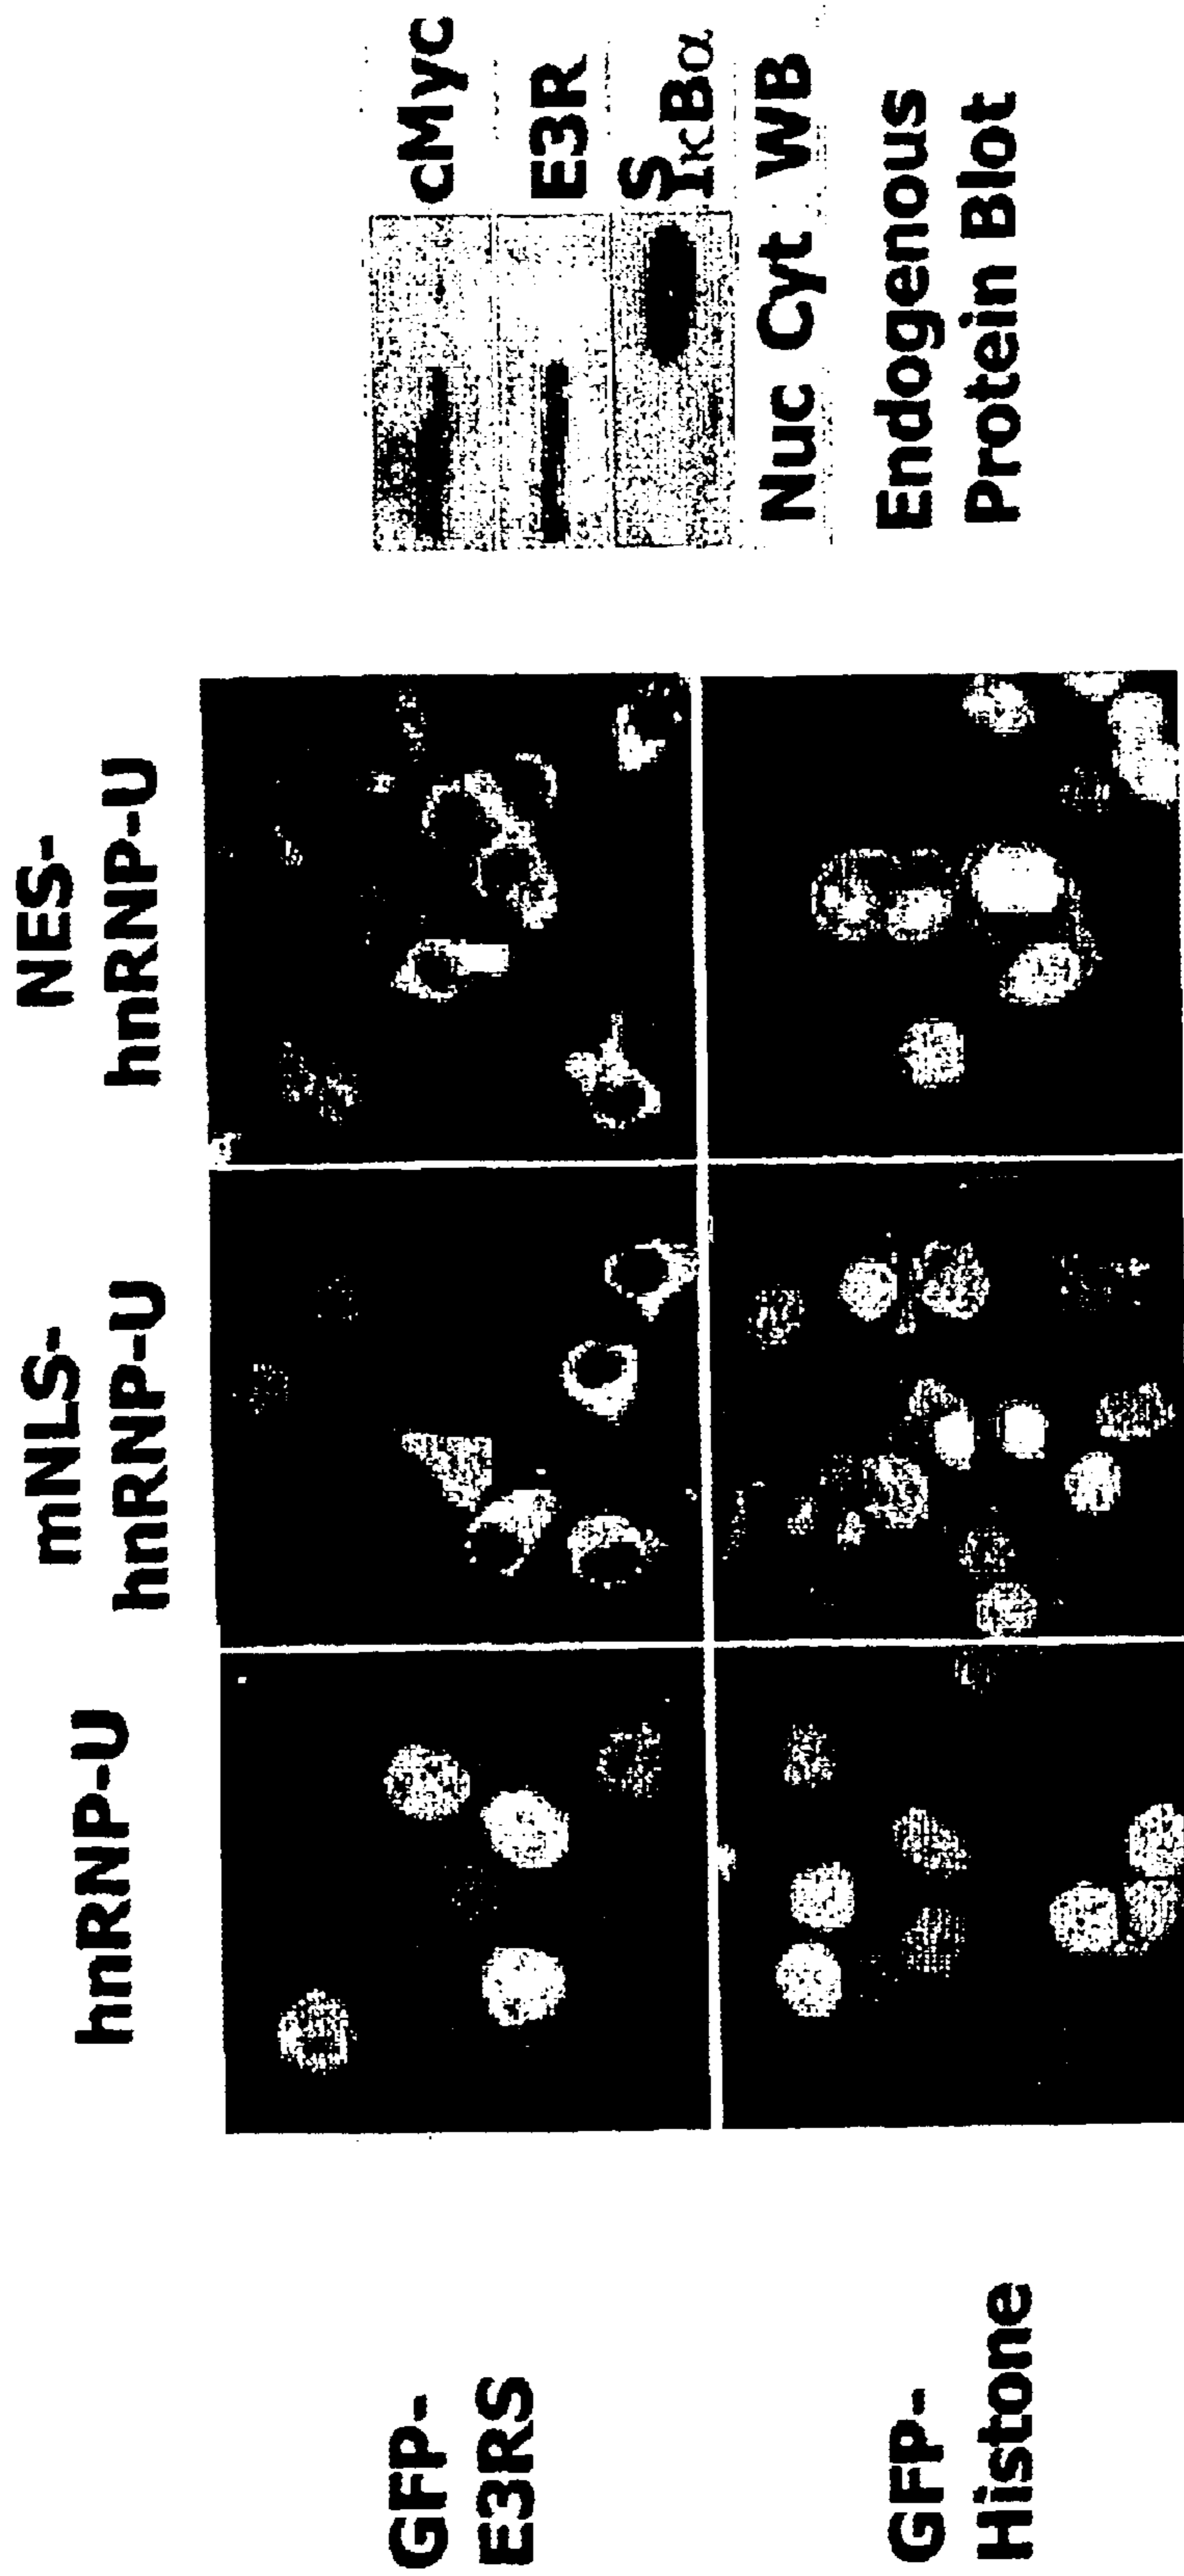 hnRNP-U
mNLS-
hnRNP-U
NES-
hnRNP-U
GFP-
E3RS
GFP-
Histone
cMyc
E3R
S
IκBα
Nuc Cyt WB
Endogenous
Protein Blot